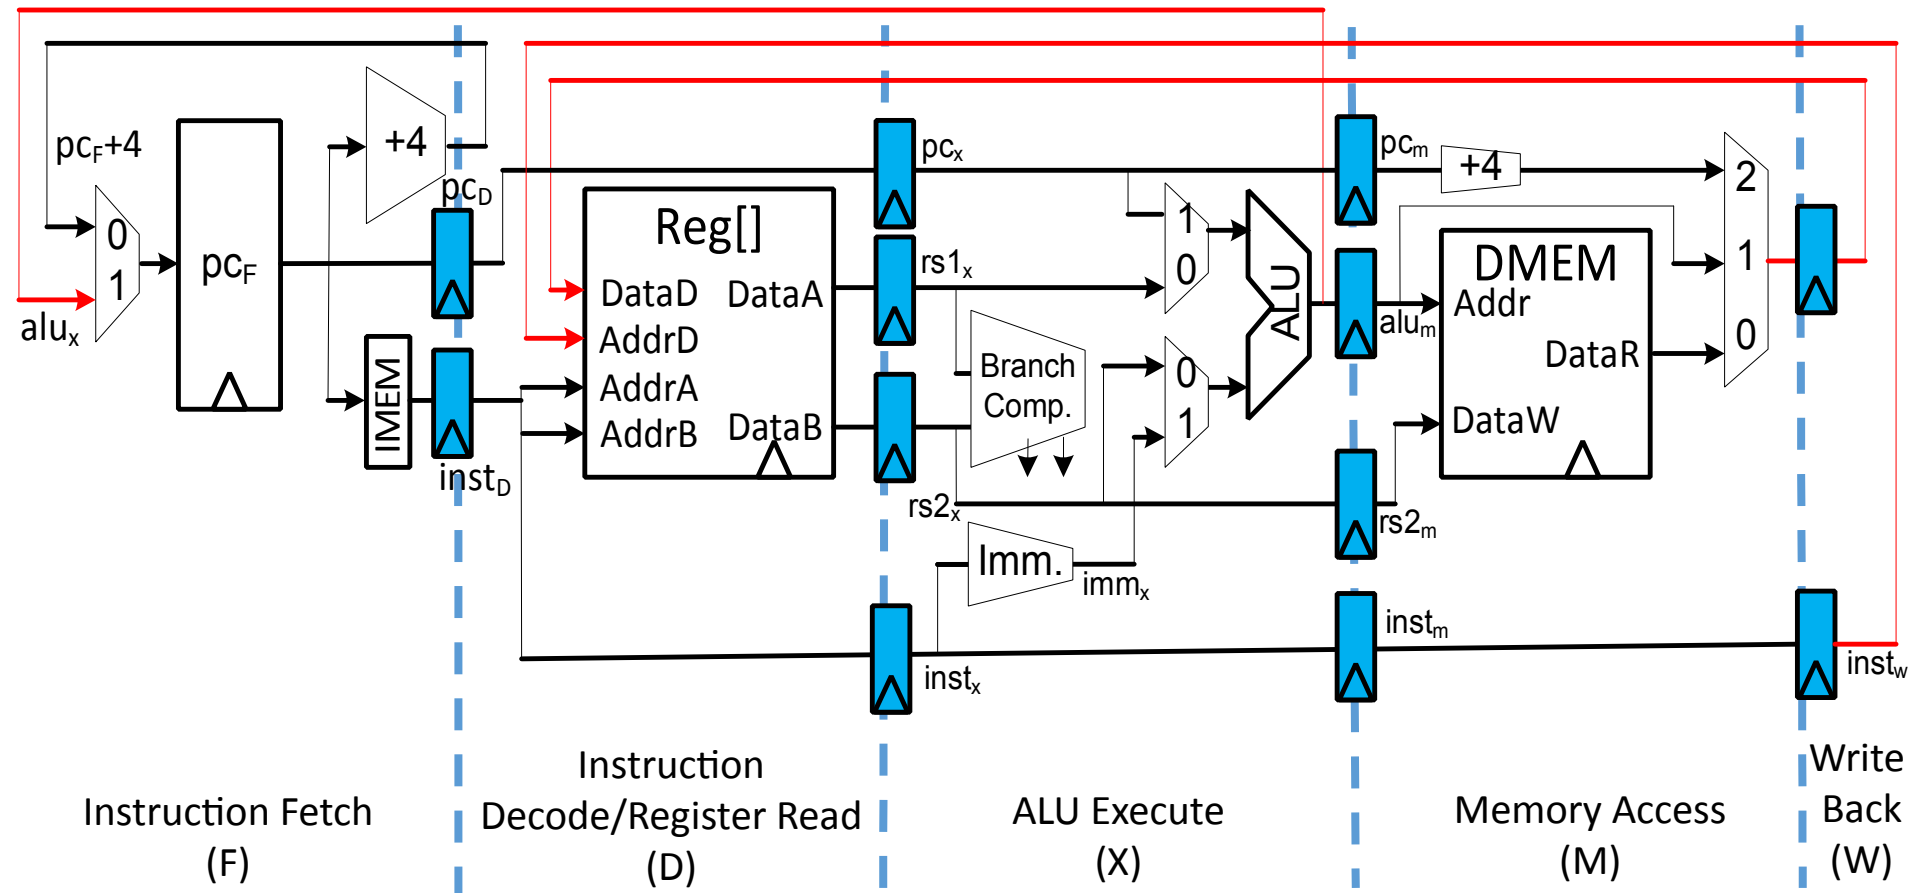 pcF+4
+4
pcD
pcF
0
1
alux
IMEM
instD
Reg[]
DataD
DataA
AddrD
AddrA
AddrB
DataB
pcx
rs1x
Branch
Comp.
rs2x
Imm.
immx
instx
1
0
0
1
ALU
pcm
+4
alum
DMEM
Addr
DataR
DataW
rs2m
instm
2
1
0
instw
Instruction Fetch
(F)
Instruction
Decode/Register Read
(D)
ALU Execute
(X)
Memory Access
(M)
Write
Back
(W)